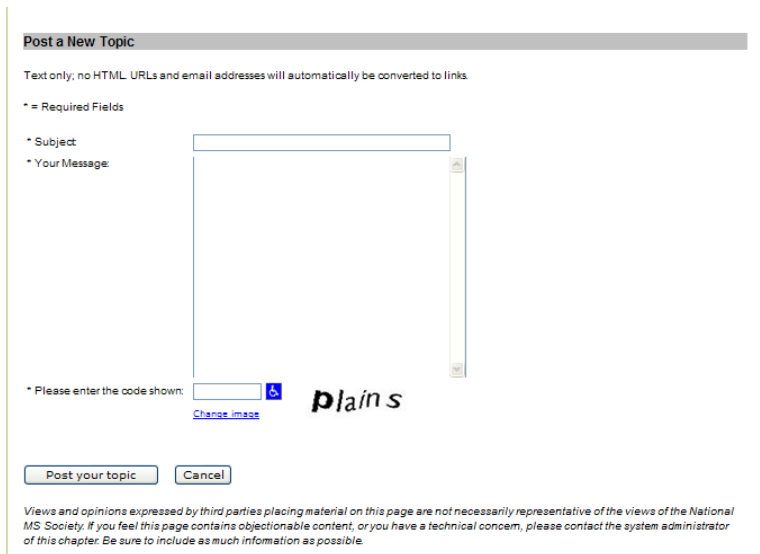 Post a New Topic
Text only; no HTML. URLs and email addresses will automatically be converted to links.
* = Required Fields
* Subject:
* Your Message:
* Please enter the code shown:
plains
Change image
Post your topic Cancel
Views and opinions expressed by third parties placing material on this page are not necessarily representative of the views of the National
MS Society. If you feel this page contains objectionable content, or you have a technical concern, please contact the system administrator
of this chapter. Be sure to include as much information as possible.